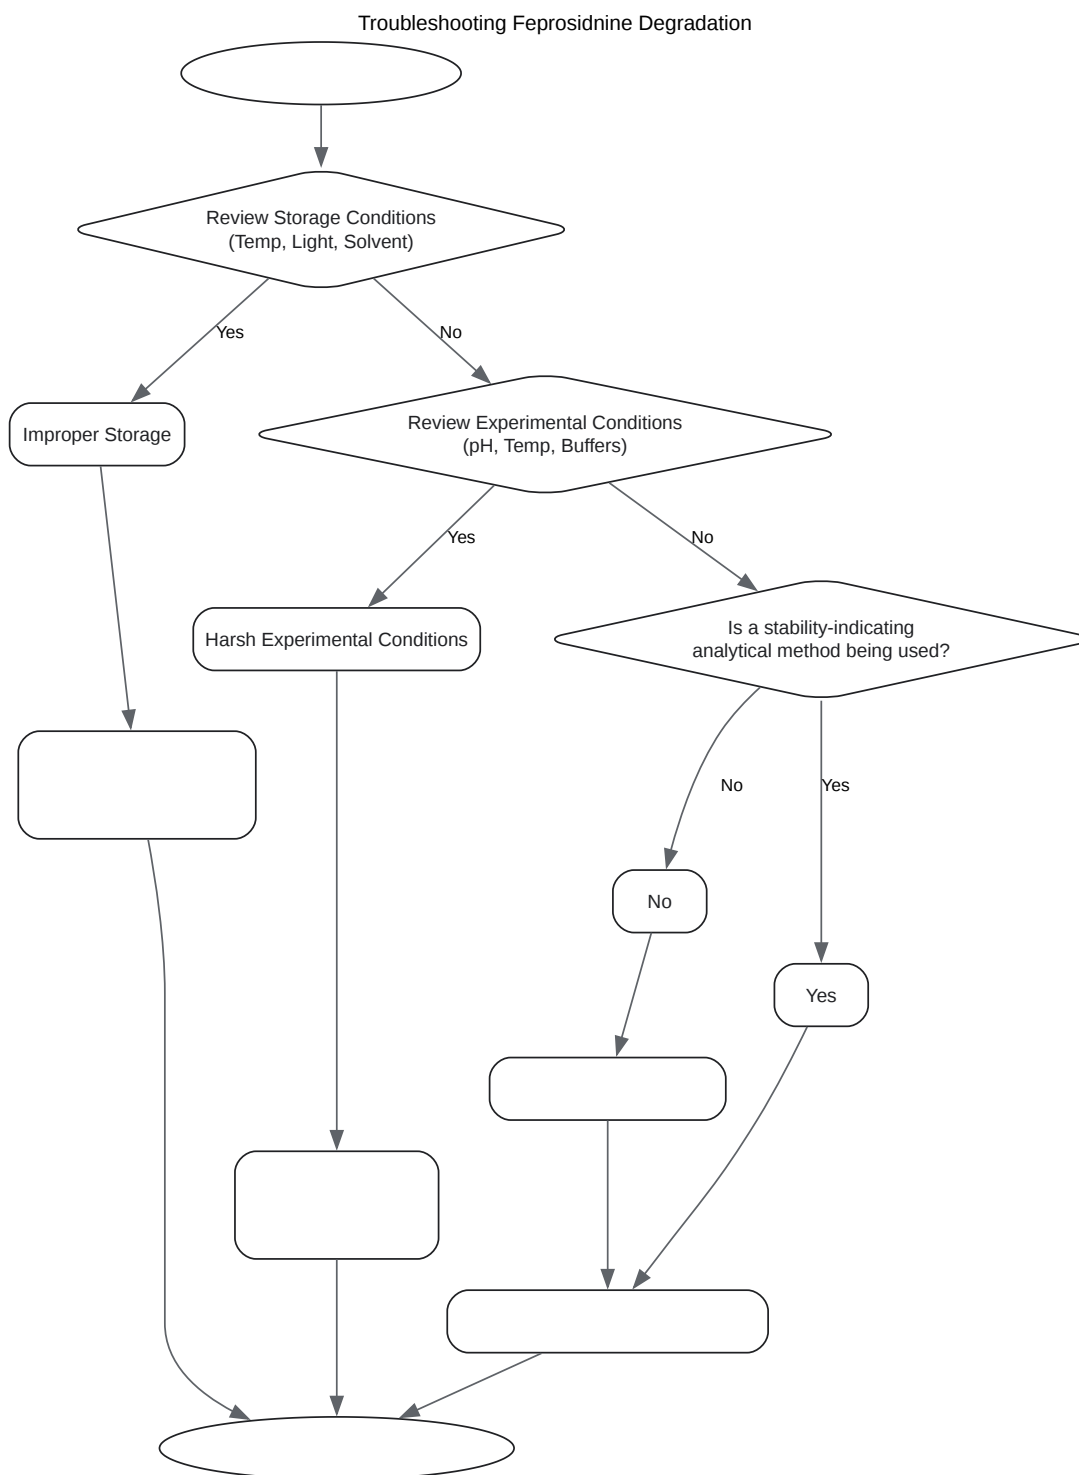 Troubleshooting Feprosidnine Degradation
Review Storage Conditions
(Temp, Light, Solvent)
Yes
No
Improper Storage
Review Experimental Conditions
(pH, Temp, Buffers)
Yes
No
Harsh Experimental Conditions
Is a stability-indicating
analytical method being used?
No
Yes
No
Yes